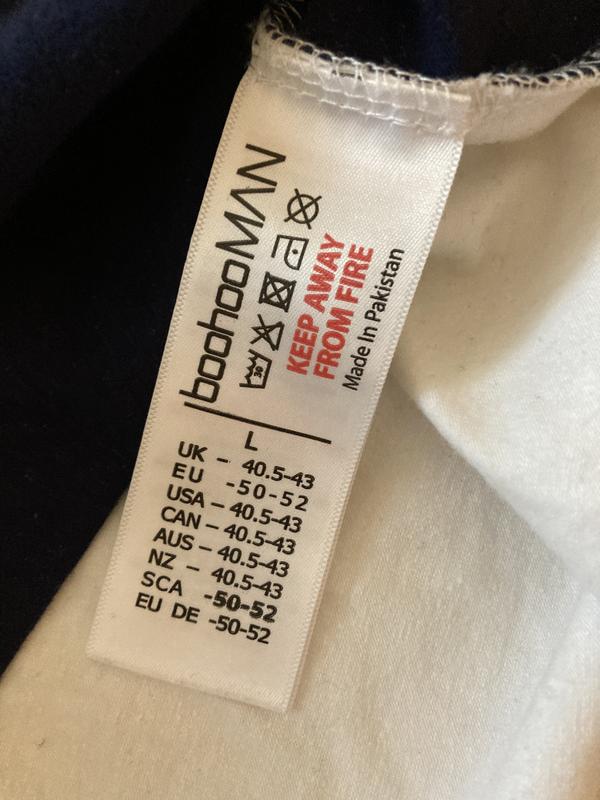 boohooMAN
30
KEEP AWAY
FROM FIRE
Made In Pakistan
L
UK - 40.5-43
EU -50-52
USA - 40.5-43
CAN - 40.5-43
AUS - 40.5-43
NZ - 40.5-43
SCA -50-52
EU DE -50-52